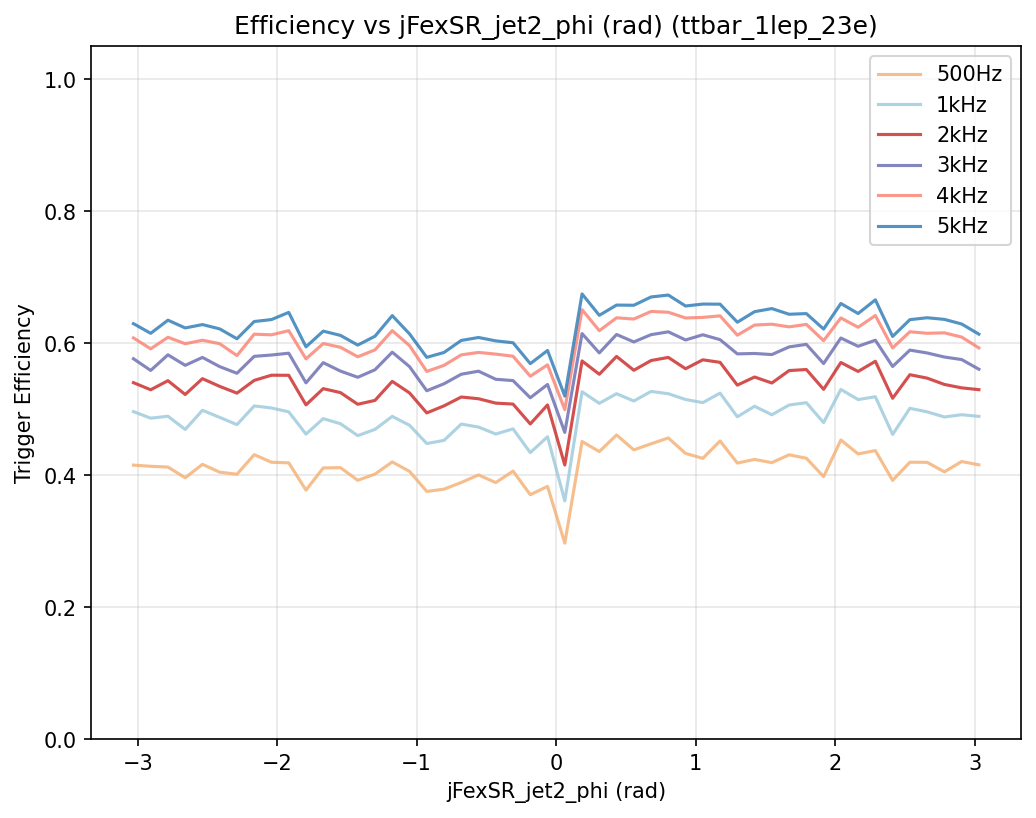 Efficiency vs jFexSR_jet2_phi (rad) (ttbar_1lep_23e)
500Hz
1kHz
2kHz
3kHz
4kHz
5kHz
Trigger Efficiency
1.0
0.8
0.6
0.4
0.2
0.0
−3
−2
−1
0
1
2
3
jFexSR_jet2_phi (rad)